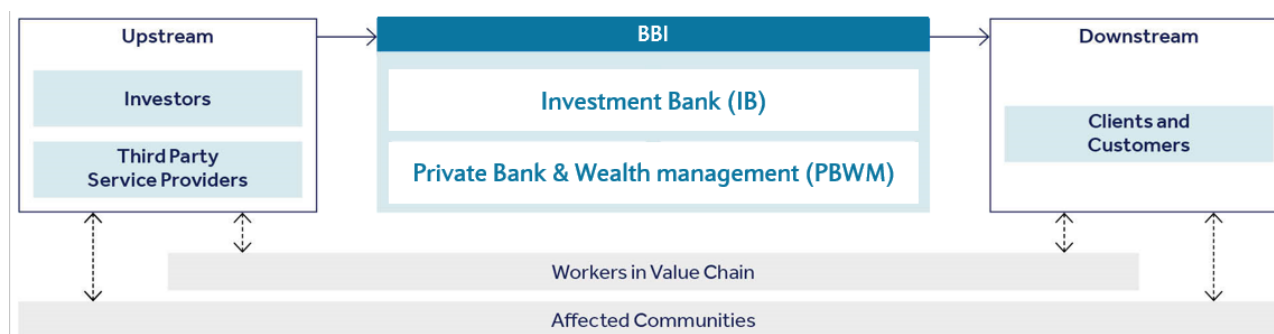 Upstream
Investors
Third Party
Service Providers
BBI
Investment Bank (IB)
Private Bank & Wealth management (PBWM)
Downstream
Clients and
Customers
Workers in Value Chain
Affected Communities